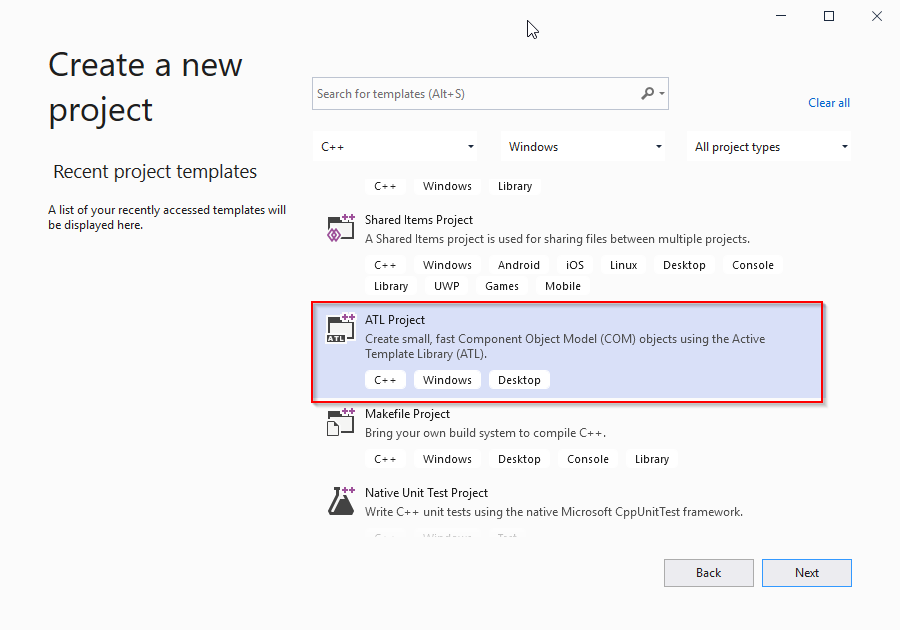 Create a new
project
Recent project templates
A list of your recently accessed templates will
be displayed here.
Search for templates (Alt+S)
Clear all
C++
Windows
All project types
C++ Windows Library
Shared Items Project
A Shared Items project is used for sharing files between multiple projects.
C++ Windows Android iOS Linux Desktop Console
Library UWP Games Mobile
ATL Project
ATL
Create small, fast Component Object Model (COM) objects using the Active
Template Library (ATL).
C++ Windows Desktop
Makefile Project
Bring your own build system to compile C++.
C++ Windows Desktop Console Library
Native Unit Test Project
Write C++ unit tests using the native Microsoft CppUnitTest framework.
C++ Windows Test
Back
Next